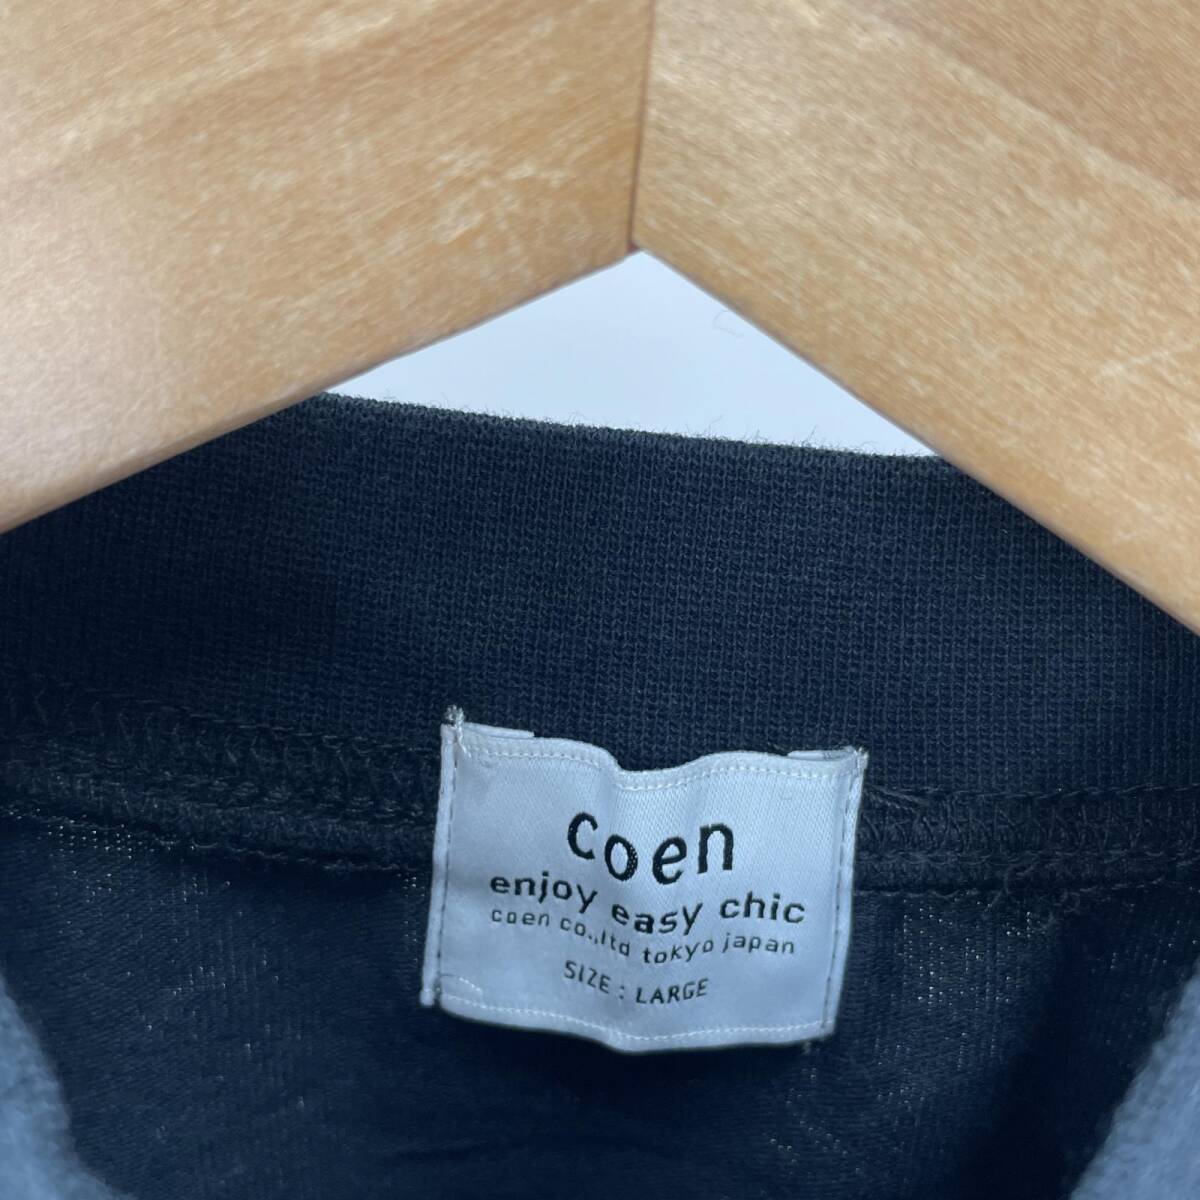 coen
enjoy easy chic
coen co.,ltd tokyo japan
SIZE : LARGE